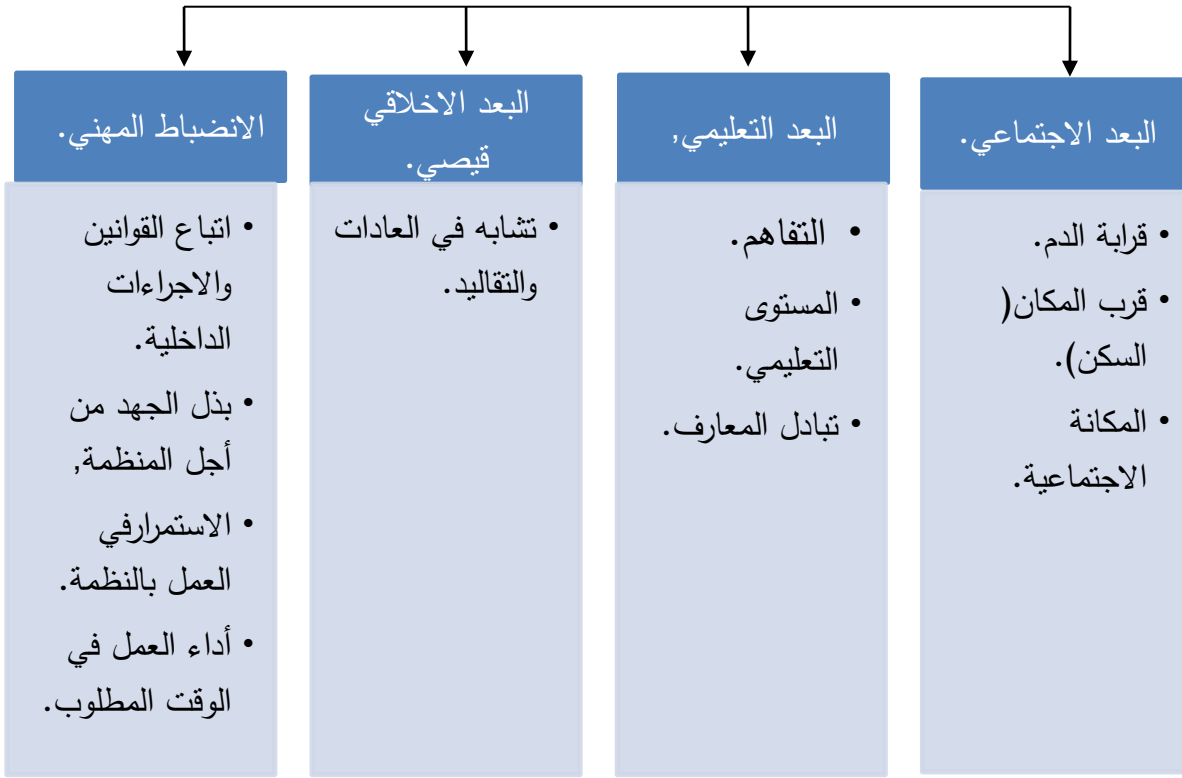 البعد الاجتماعي.
• قرابة الدم.
• قرب المكان(
السكن).
• المكانة
الاجتماعية.
البعد التعليمي,
• التفاهم.
• المستوى
التعليمي.
• تبادل المعارف.
البعد الاخلاقي
قيصي.
• تشابه في العادات
والتقاليد.
الانضباط المهني.
• اتباع القوانين
والاجراءات
الداخلية.
• بذل الجهد من
أجل المنظمة,
• الاستمرارفي
العمل بالنظمة.
• أداء العمل في
الوقت المطلوب.